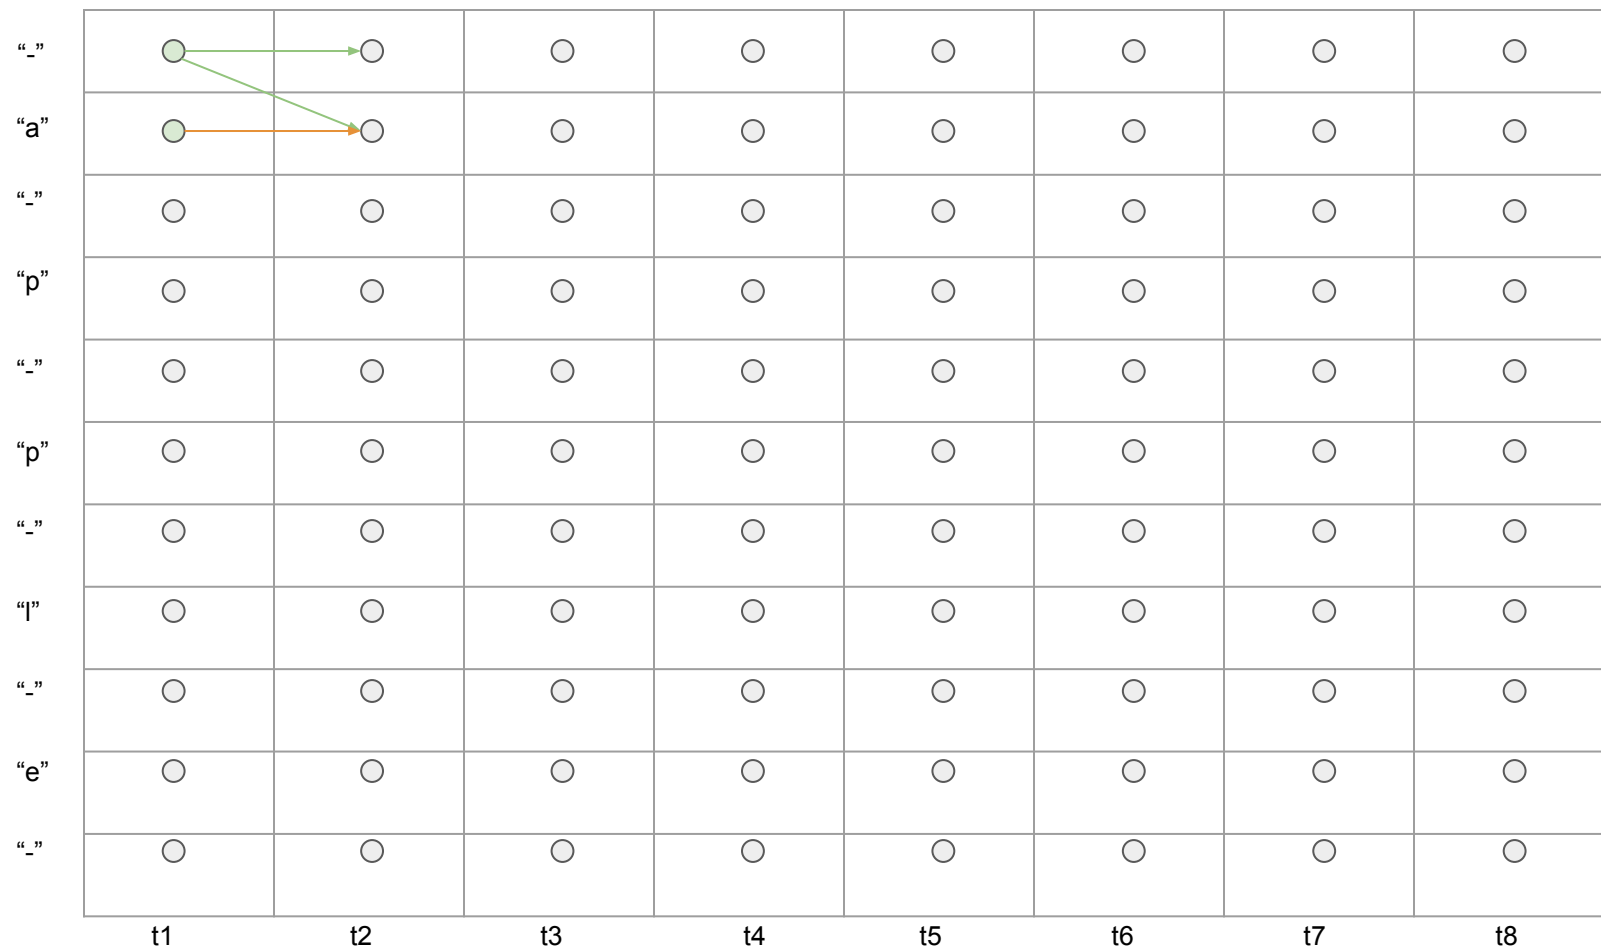 “-”
“a”
“-”
“p”
“-”
“p”
“-”
“l”
“-”
“e”
“-”
t1 t2 t3 t4 t5 t6 t7 t8